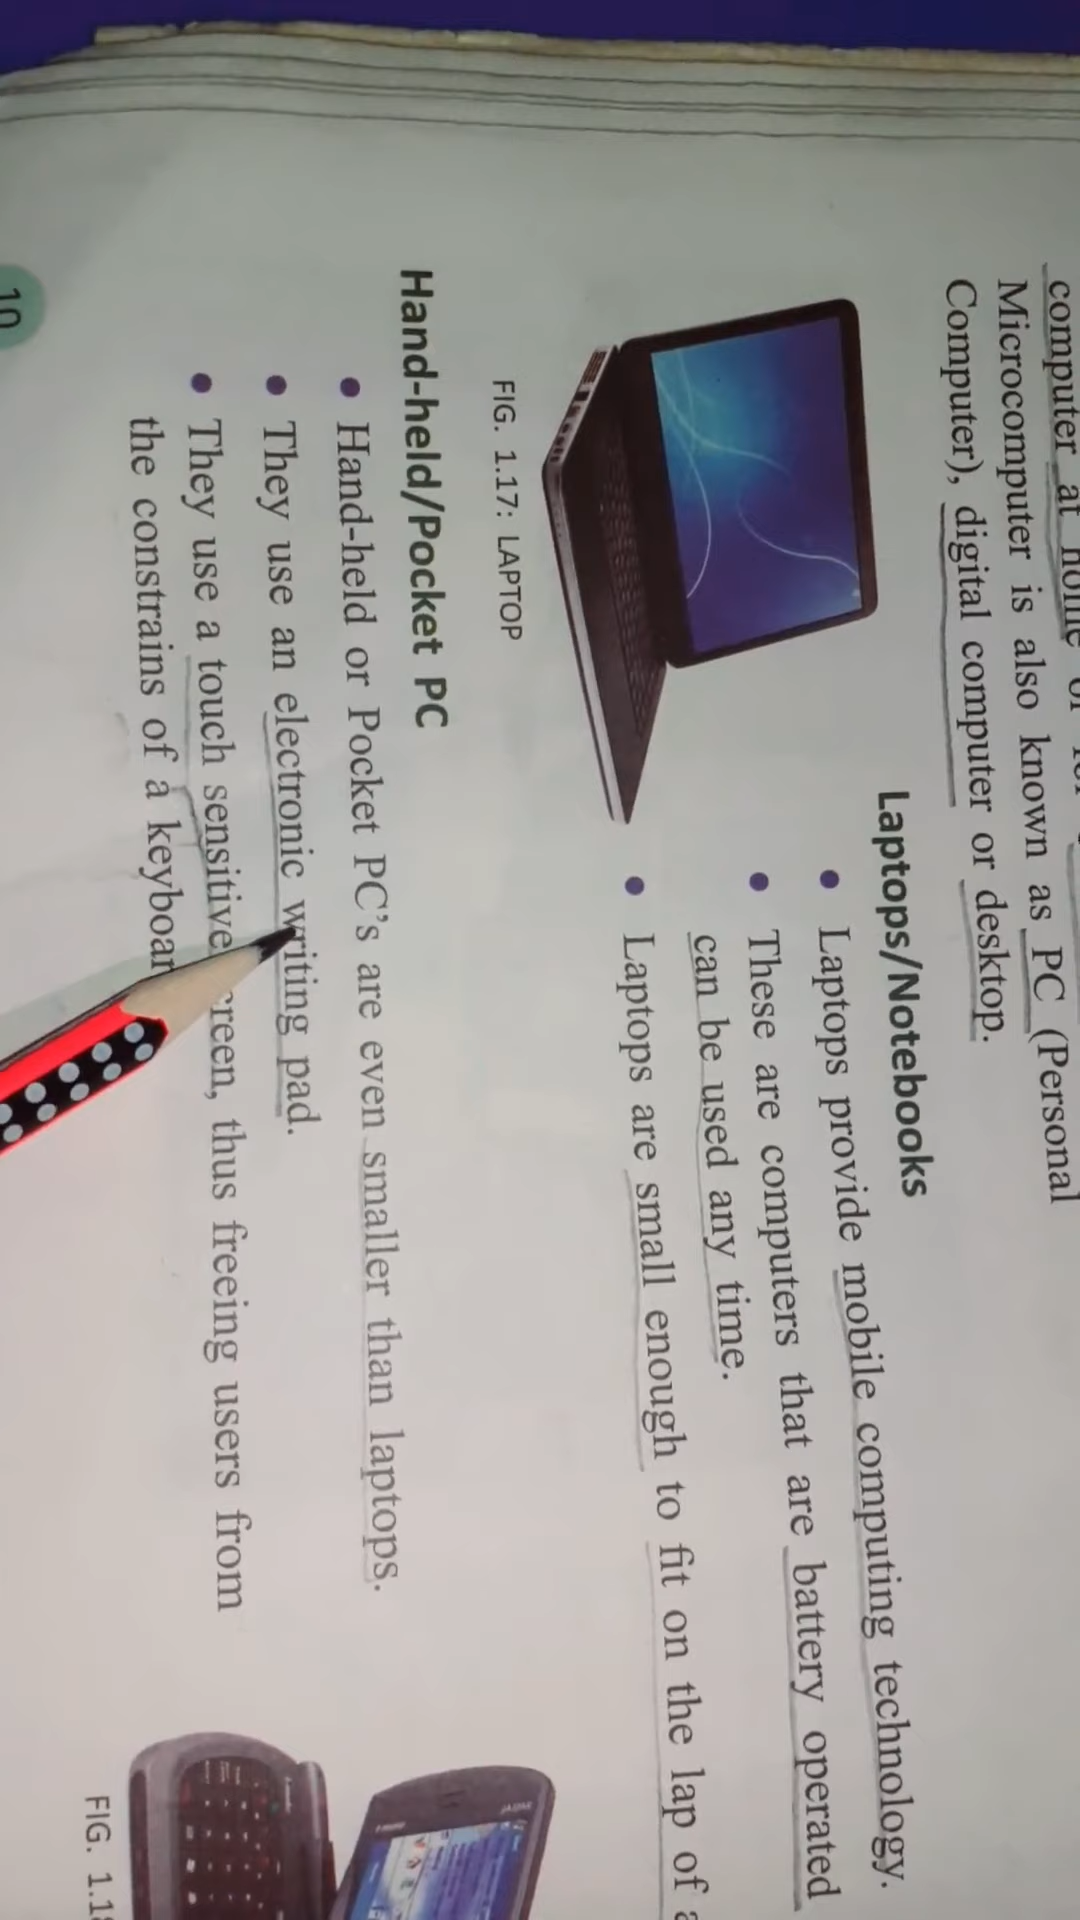 computer at home or
Microcomputer is also known as PC (Personal
Computer), digital computer or desktop.
Laptops/Notebooks
• Laptops provide mobile computing technology.
• These are computers that are battery operated
can be used any time.
• Laptops are small enough to fit on the lap of a
FIG. 1.17: LAPTOP
Hand-held/Pocket PC
• Hand-held or Pocket PC's are even smaller than laptops.
• They use an electronic writing pad.
• They use a touch sensitive creen, thus freeing users from
the constrains of a keyboar
FIG. 1.18
10